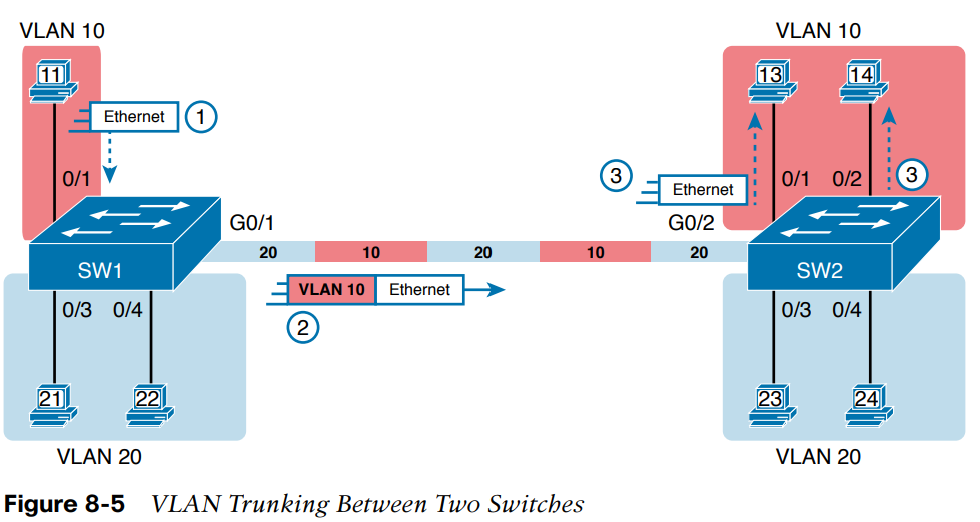 VLAN 10
VLAN 10
11
13
14
Ethernet
1
3
Ethernet
3
0/1
0/1
0/2
G0/1
G0/2
20
10
20
10
20
SW1
SW2
VLAN 10
Ethernet
2
0/3
0/4
0/3
0/4
21
22
23
24
VLAN 20
VLAN 20
Figure 8-5 VLAN Trunking Between Two Switches